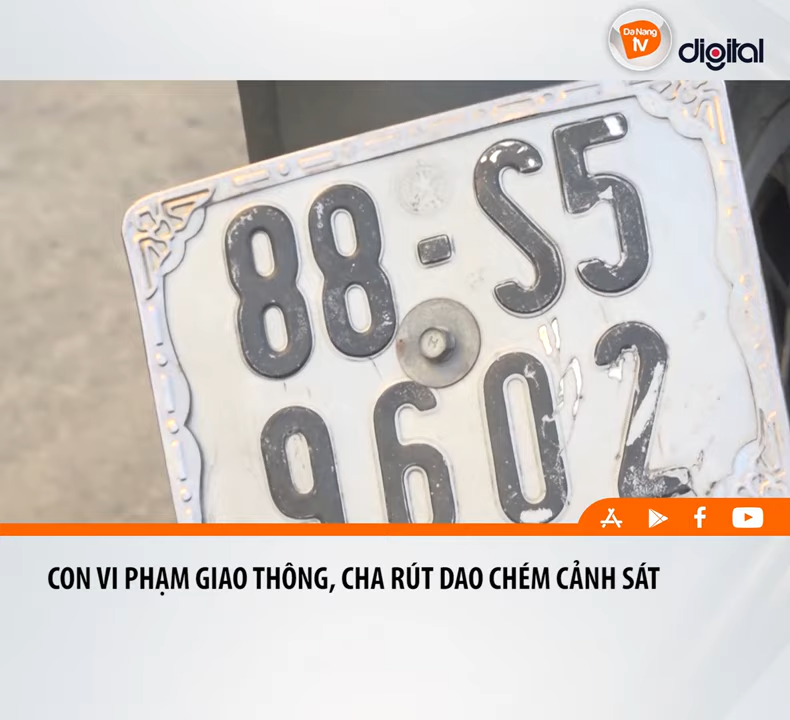 Da Nang
TV
digital
88-S5
9602
CON VI PHẠM GIAO THÔNG, CHA RÚT DAO CHÉM CẢNH SÁT